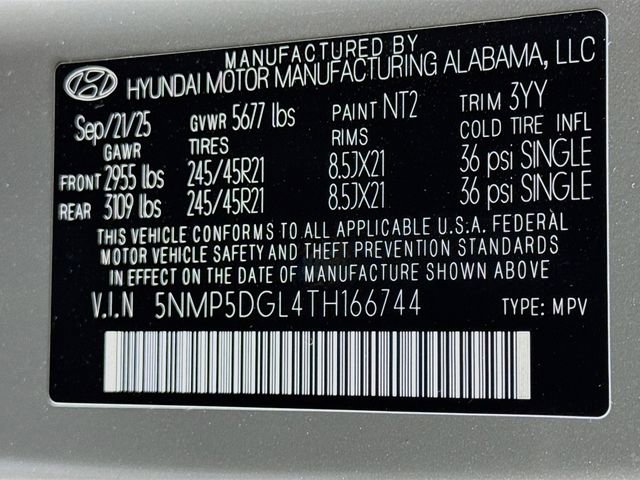 MANUFACTURED BY
HYUNDAI MOTOR MANUFACTURING ALABAMA, LLC
Sep/21/25 GVWR 5677 lbs PAINT NT2 TRIM 3YY
GAWR TIRES RIMS COLD TIRE INFL
FRONT 2955 lbs 245/45R21 8.5JX21 36 psi SINGLE
REAR 3109 lbs 245/45R21 8.5JX21 36 psi SINGLE
THIS VEHICLE CONFORMS TO ALL APPLICABLE U.S.A. FEDERAL
MOTOR VEHICLE SAFETY AND THEFT PREVENTION STANDARDS
IN EFFECT ON THE DATE OF MANUFACTURE SHOWN ABOVE
V.I.N 5NMP5DGL4TH166744 TYPE: MPV